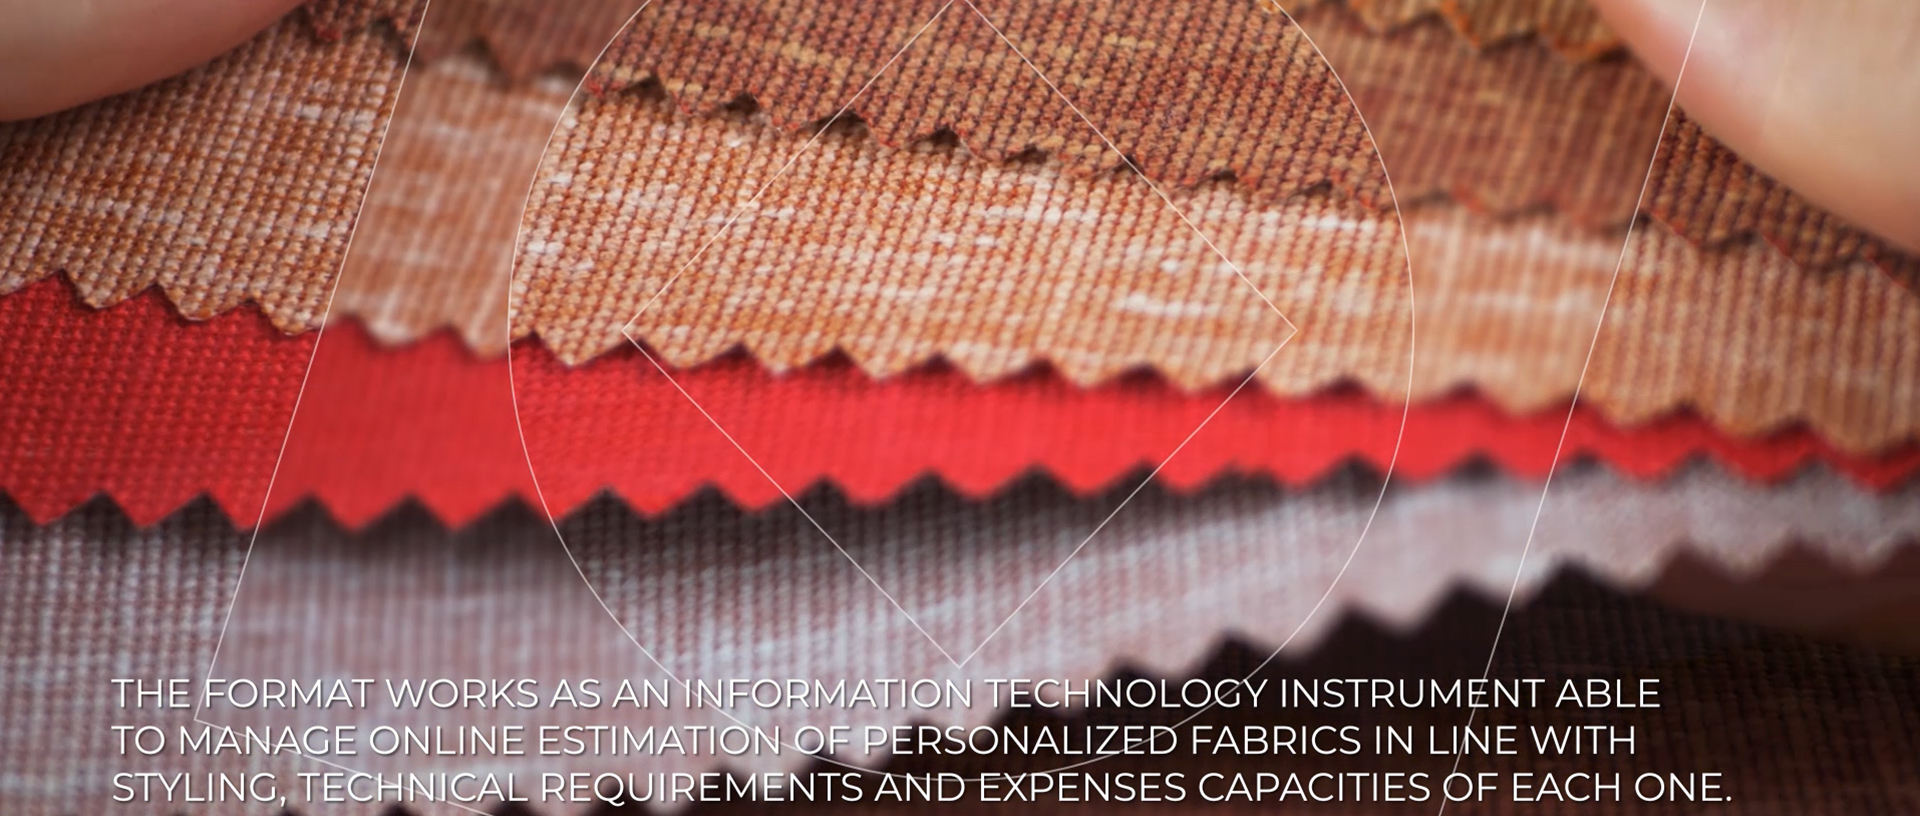 THE FORMAT WORKS AS AN INFORMATION TECHNOLOGY INSTRUMENT ABLE
TO MANAGE ONLINE ESTIMATION OF PERSONALIZED FABRICS IN LINE WITH
STYLING, TECHNICAL REQUIREMENTS AND EXPENSES CAPACITIES OF EACH ONE.